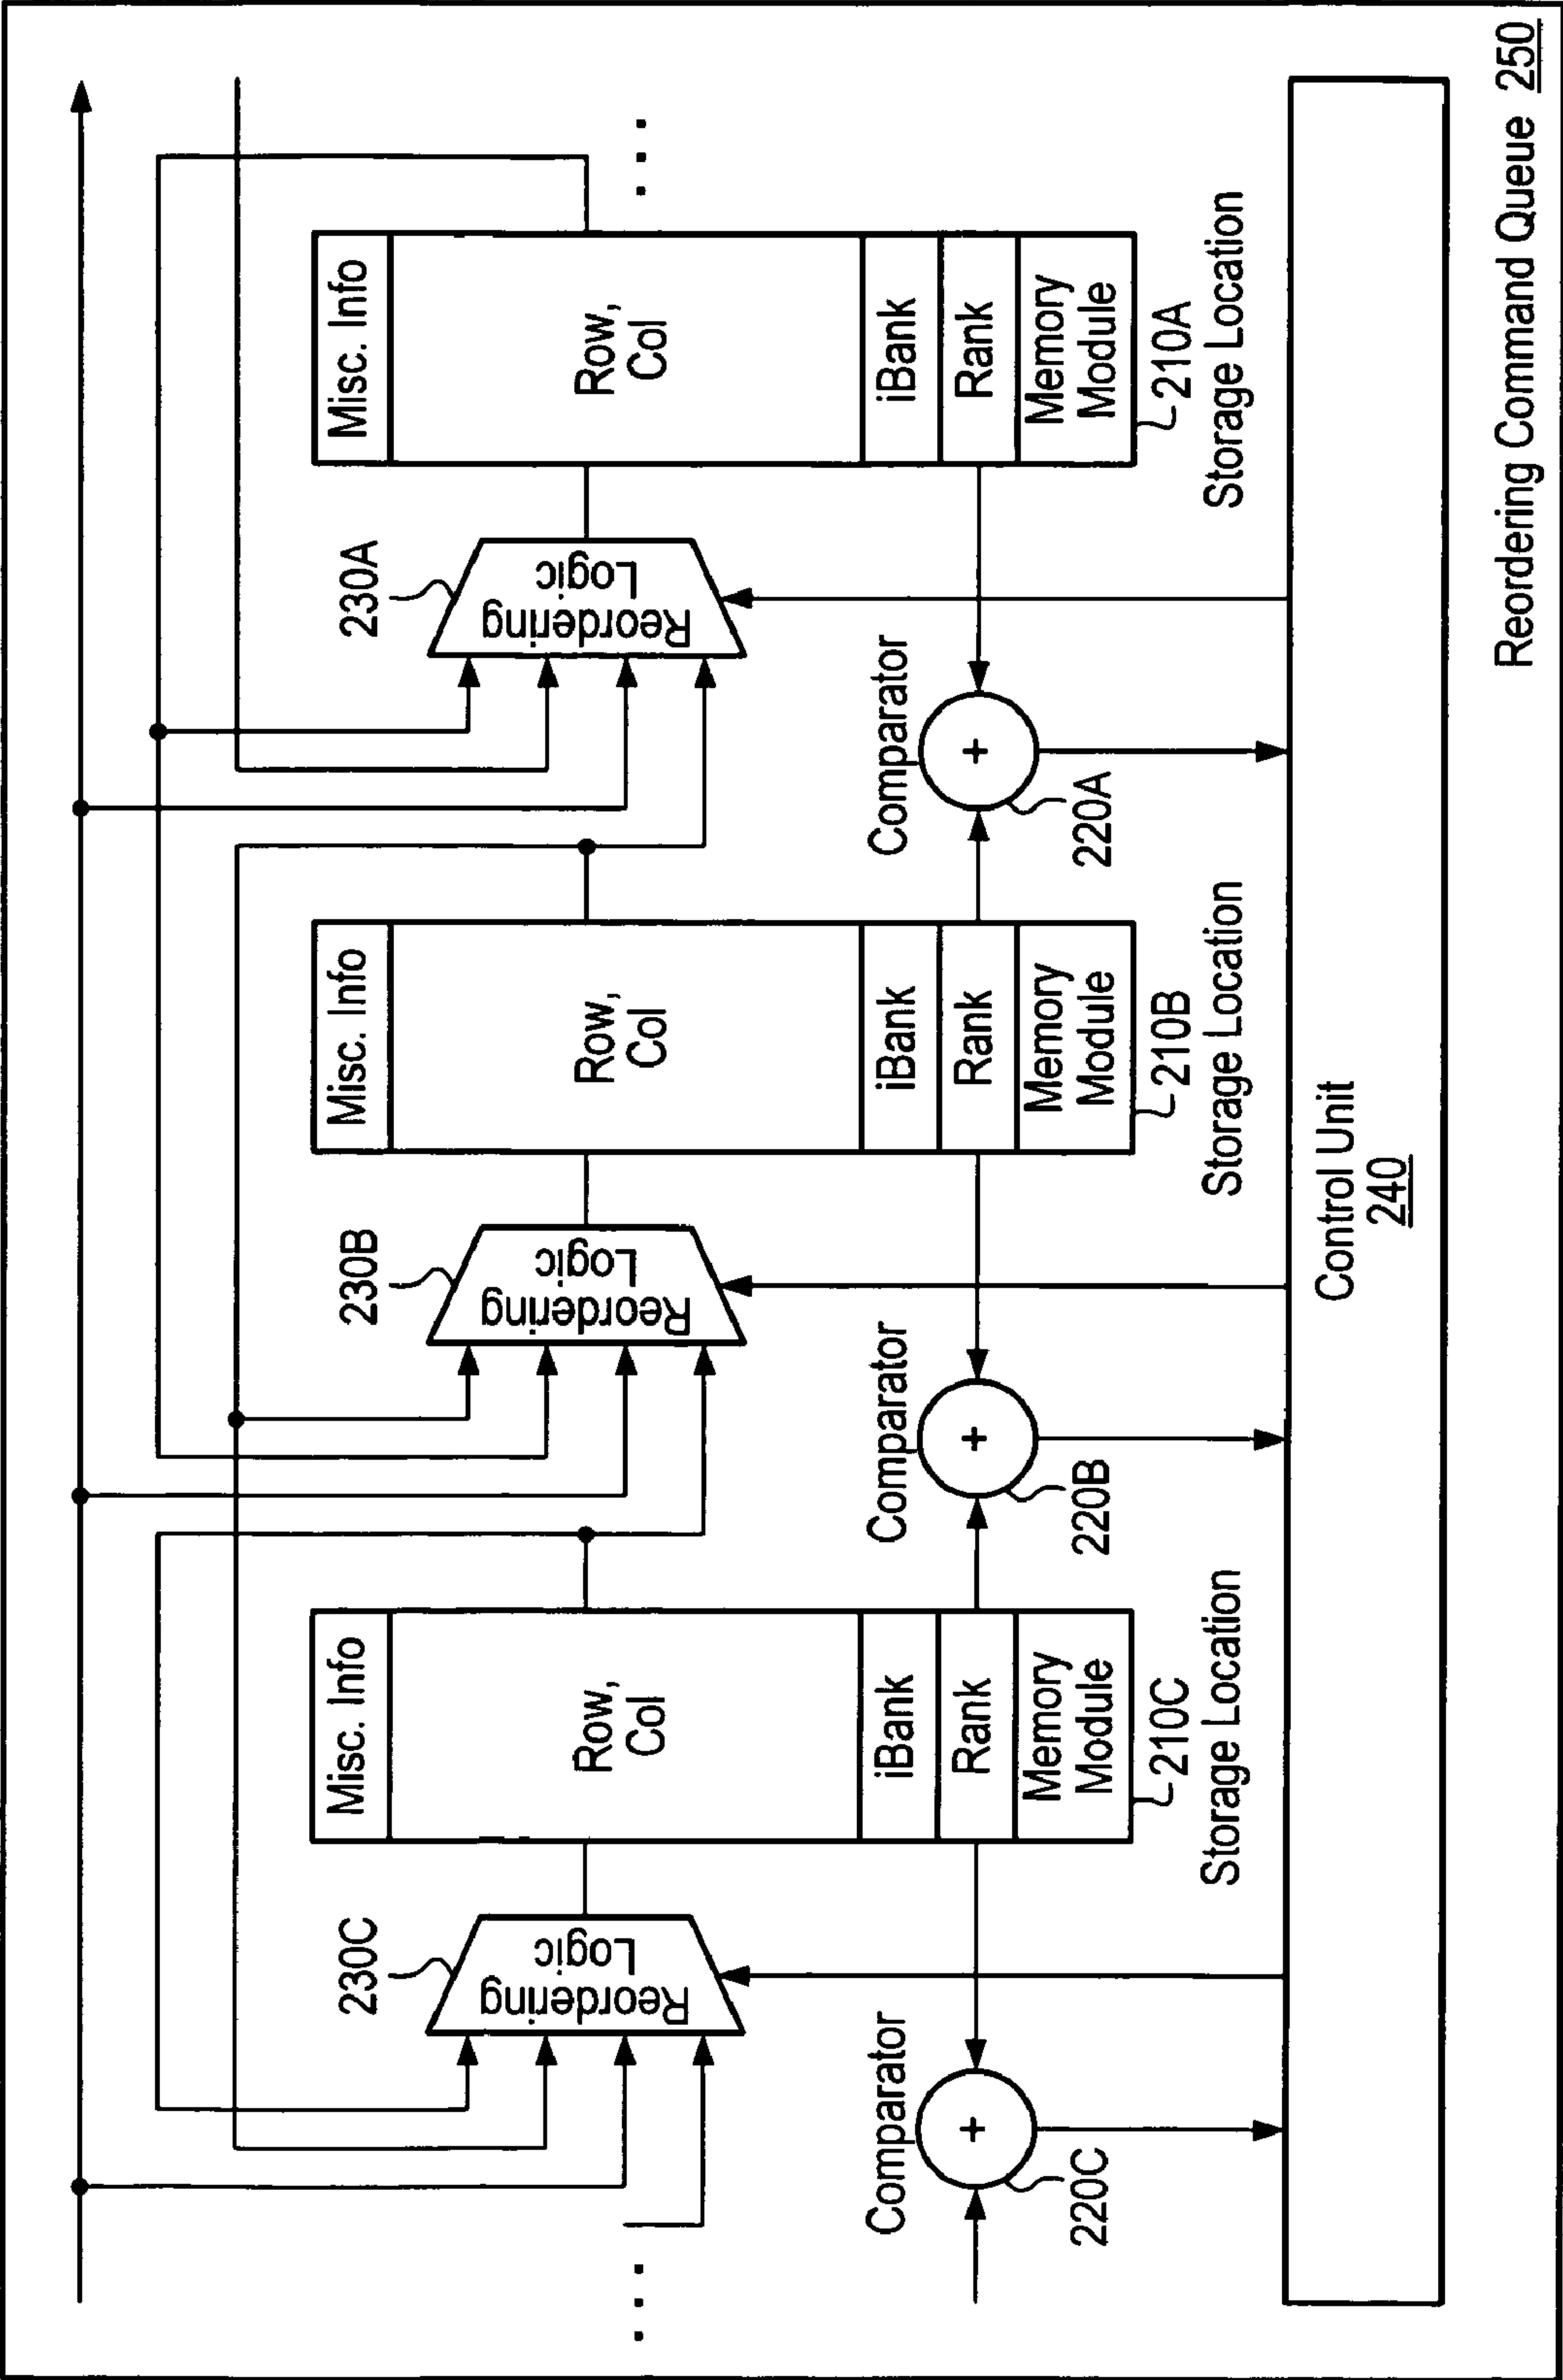 230C
Reordering
Logic
Misc. Info
Row,
Col
iBank
Rank
Memory
Module
210C
Storage Location
Comparator
+
220C
230B
Reordering
Logic
Misc. Info
Row,
Col
iBank
Rank
Memory
Module
210B
Storage Location
Comparator
+
220B
230A
Reordering
Logic
Misc. Info
Row,
Col
iBank
Rank
Memory
Module
210A
Storage Location
Comparator
+
220A
Control Unit
240
Reordering Command Queue 250